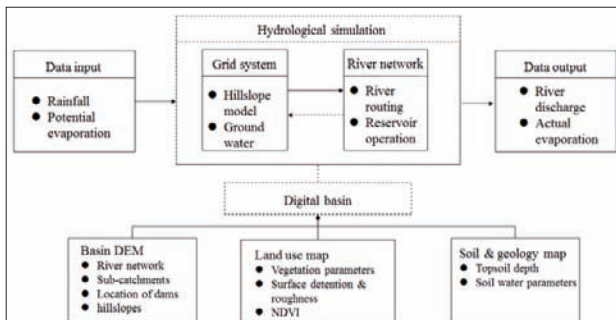 Hydrological simulation
Data input
● Rainfall
● Potential evaporation
Grid system
● Hillslope model
● Ground water
River network
● River routing
● Reservoir operation
Data output
● River discharge
● Actual evaporation
Digital basin
Basin DEM
● River network
● Sub-catchments
● Location of dams
● hillslopes
Land use map
● Vegetation parameters
● Surface detention & roughness
● NDVI
Soil & geology map
● Topsoil depth
● Soil water parameters